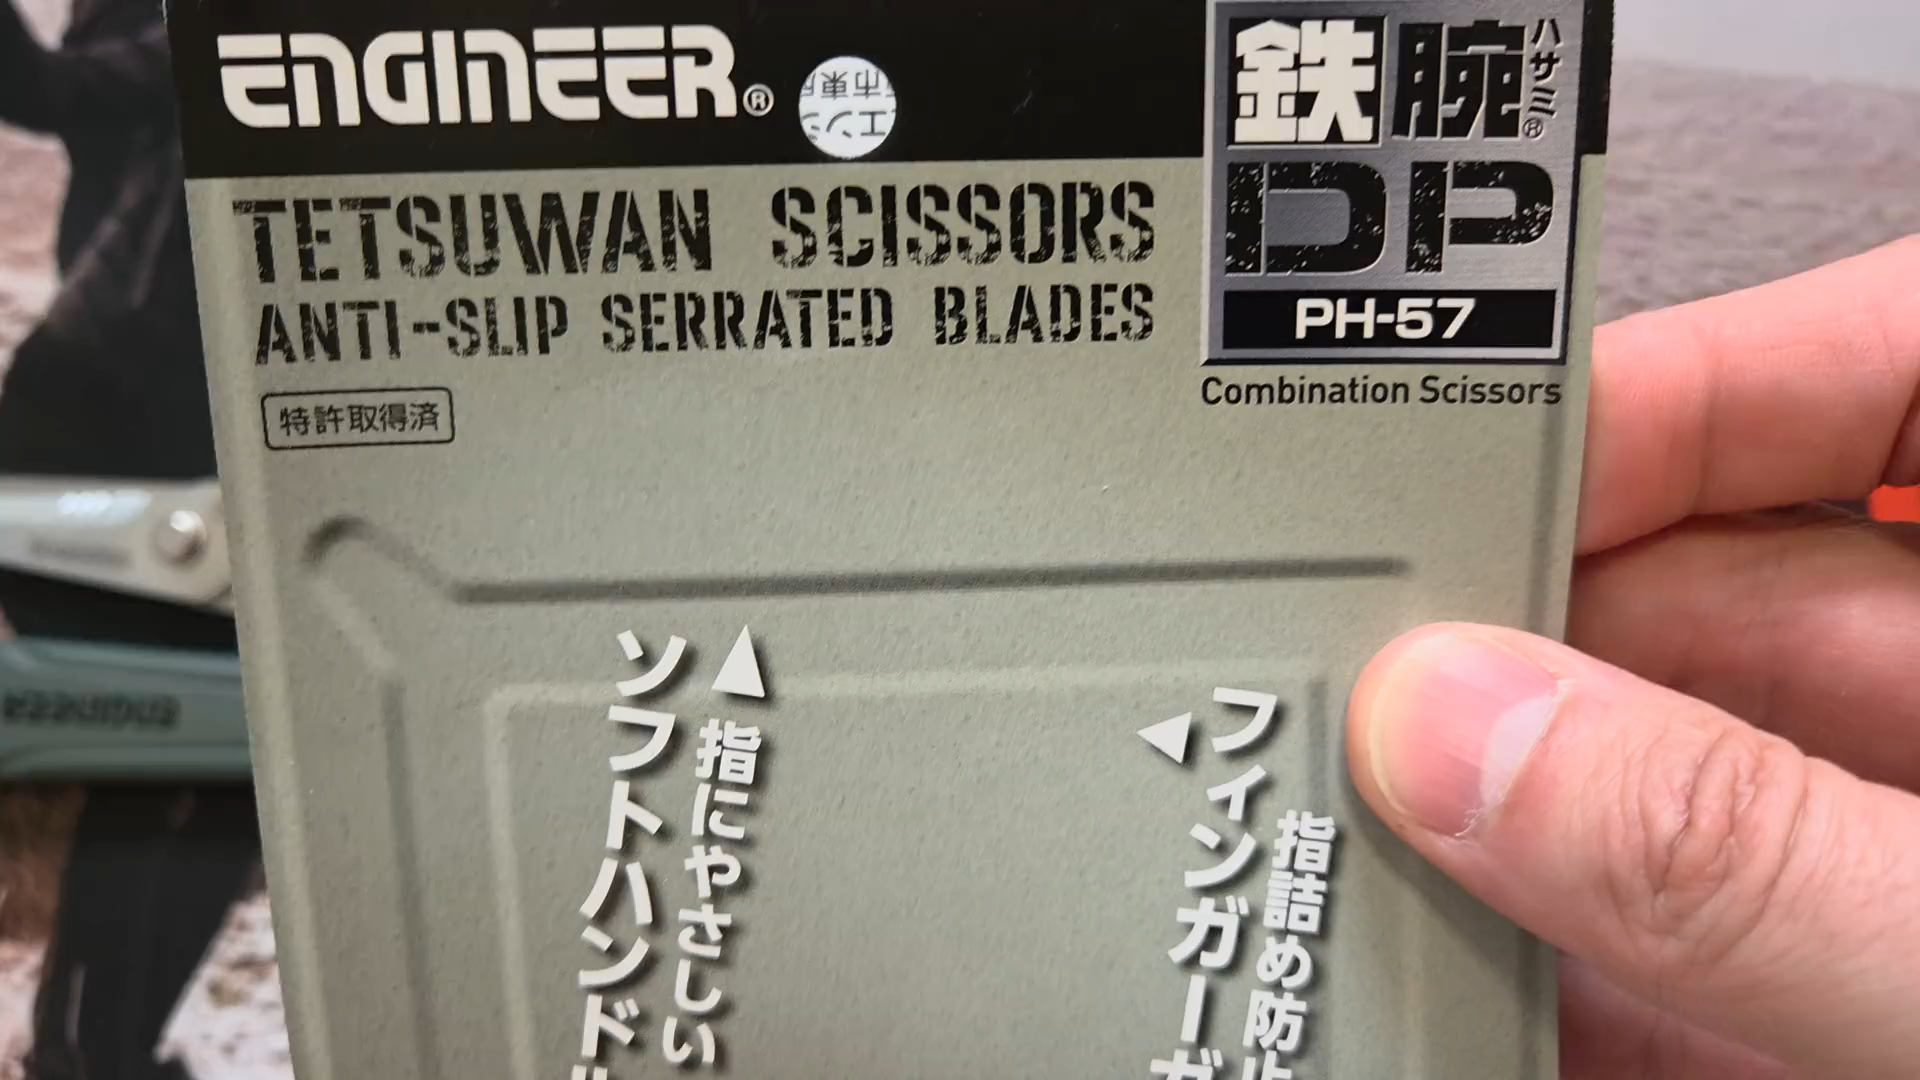 ENGINEER®
鉄腕ハサミ®
DP
PH-57
Combination Scissors
TETSUWAN SCISSORS
ANTI-SLIP SERRATED BLADES
特許取得済
指にやさしい
ソフトハンド
指詰め防止
フィンガーガ
ENGINEER